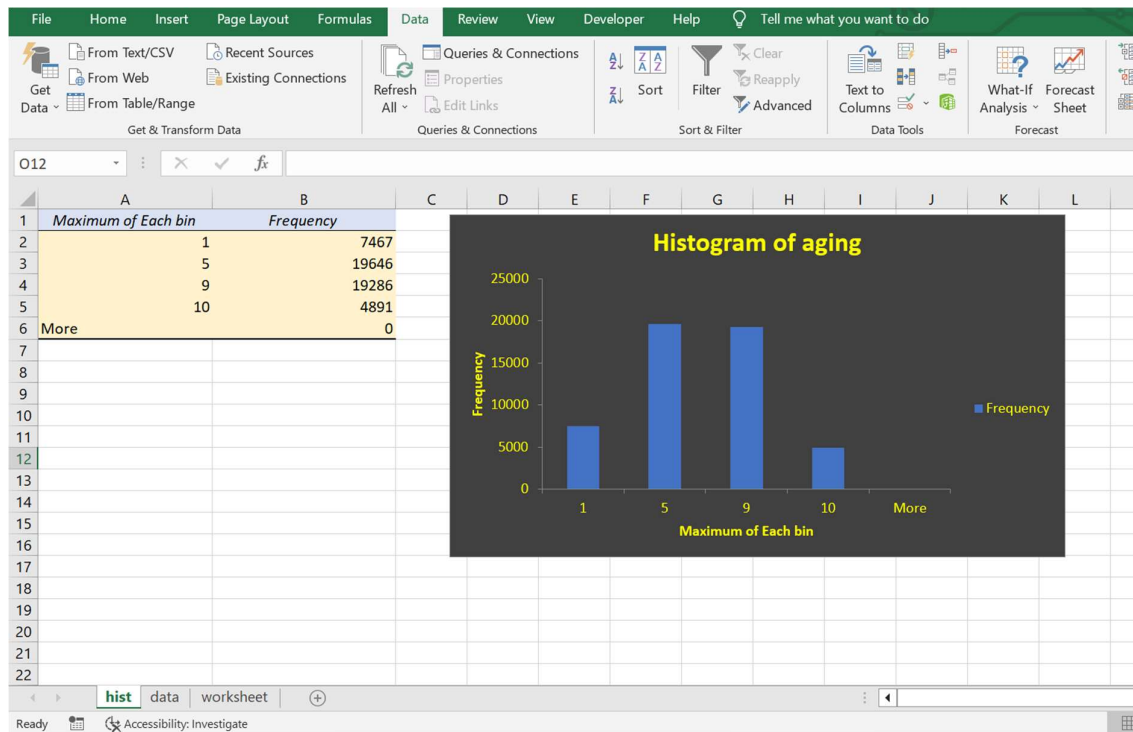 File Home Insert Page Layout Formulas Data Review View Developer Help Tell me what you want to do
From Text/CSV Recent Sources Queries & Connections Clear
From Web Existing Connections Properties Reapply
Get Data From Table/Range Refresh All Edit Links Sort Filter Advanced Text to Columns What-If Analysis Forecast Sheet
Get & Transform Data Queries & Connections Sort & Filter Data Tools Forecast
O12 fx
A B C D E F G H I J K L
1 Maximum of Each bin Frequency
2 1 7467
3 5 19646
4 9 19286
5 10 4891
6 More 0
7
8
9
10
11
12
13
14
15
16
17
18
19
20
21
22
Histogram of aging
25000
20000
15000
10000
5000
0
Frequency
1 5 9 10 More
Maximum of Each bin
Frequency
hist data worksheet
Ready Accessibility: Investigate